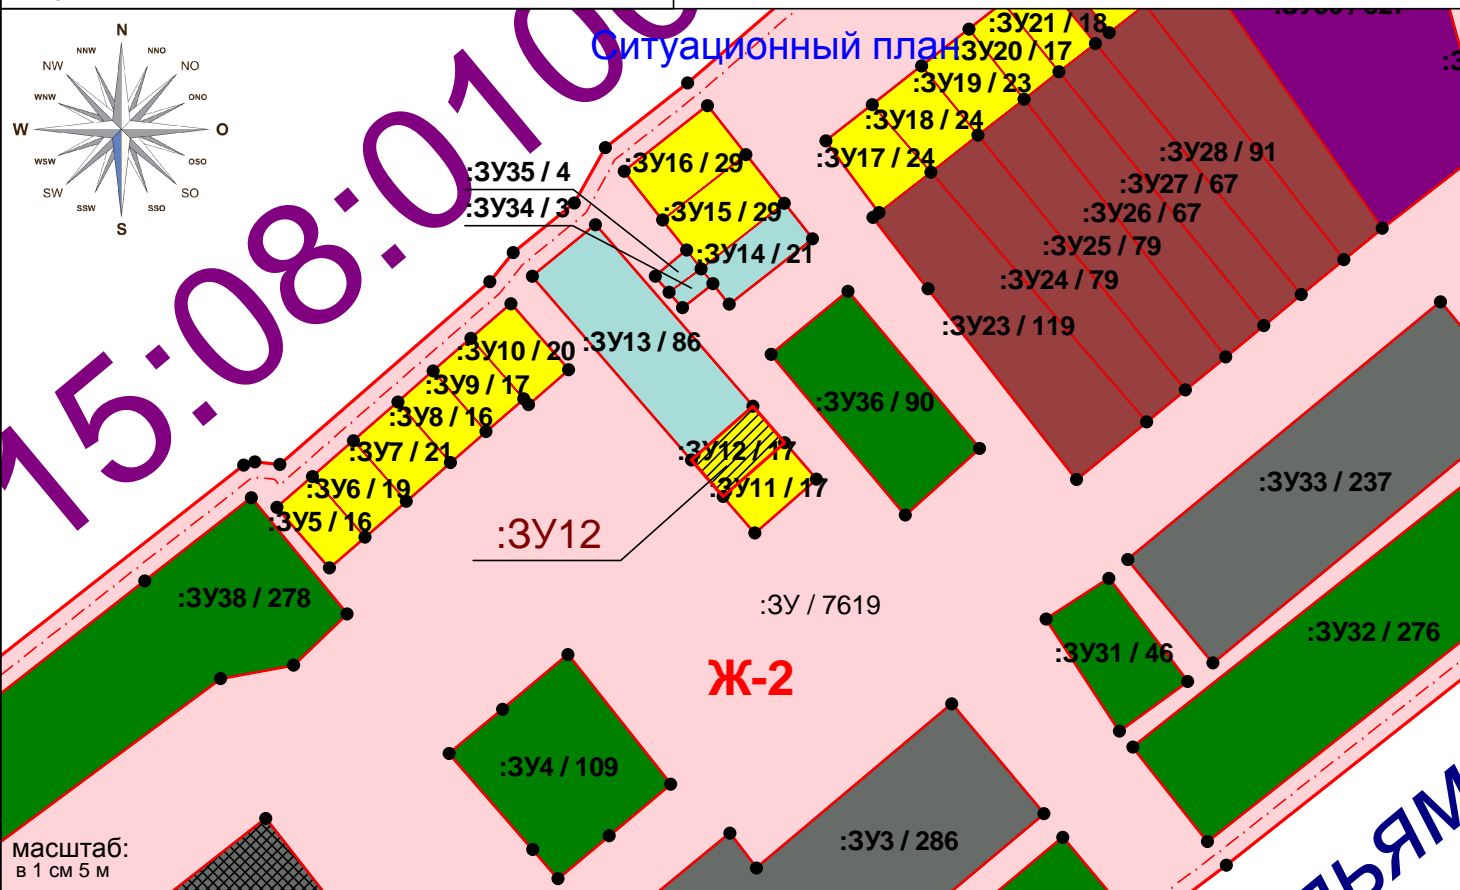 Ситуационный план
N
NNW
NNO
NW
NO
WNW
ONO
W
O
WSW
OSO
SW
SO
SSW
SSO
S
15:08:0100
:ЗУ21 / 18
:ЗУ20 / 17
:ЗУ19 / 23
:ЗУ18 / 24
:ЗУ17 / 24
:ЗУ16 / 29
:ЗУ35 / 4
:ЗУ34 / 3
:ЗУ15 / 29
:ЗУ14 / 21
:ЗУ28 / 91
:ЗУ27 / 67
:ЗУ26 / 67
:ЗУ25 / 79
:ЗУ24 / 79
:ЗУ23 / 119
:ЗУ13 / 86
:ЗУ10 / 20
:ЗУ9 / 17
:ЗУ8 / 16
:ЗУ7 / 21
:ЗУ6 / 19
:ЗУ5 / 16
:ЗУ36 / 90
:ЗУ12 / 17
:ЗУ11 / 17
:ЗУ12
:ЗУ33 / 237
:ЗУ38 / 278
:ЗУ / 7619
:ЗУ32 / 276
:ЗУ31 / 46
Ж-2
:ЗУ4 / 109
:ЗУ3 / 286
масштаб:
в 1 см 5 м